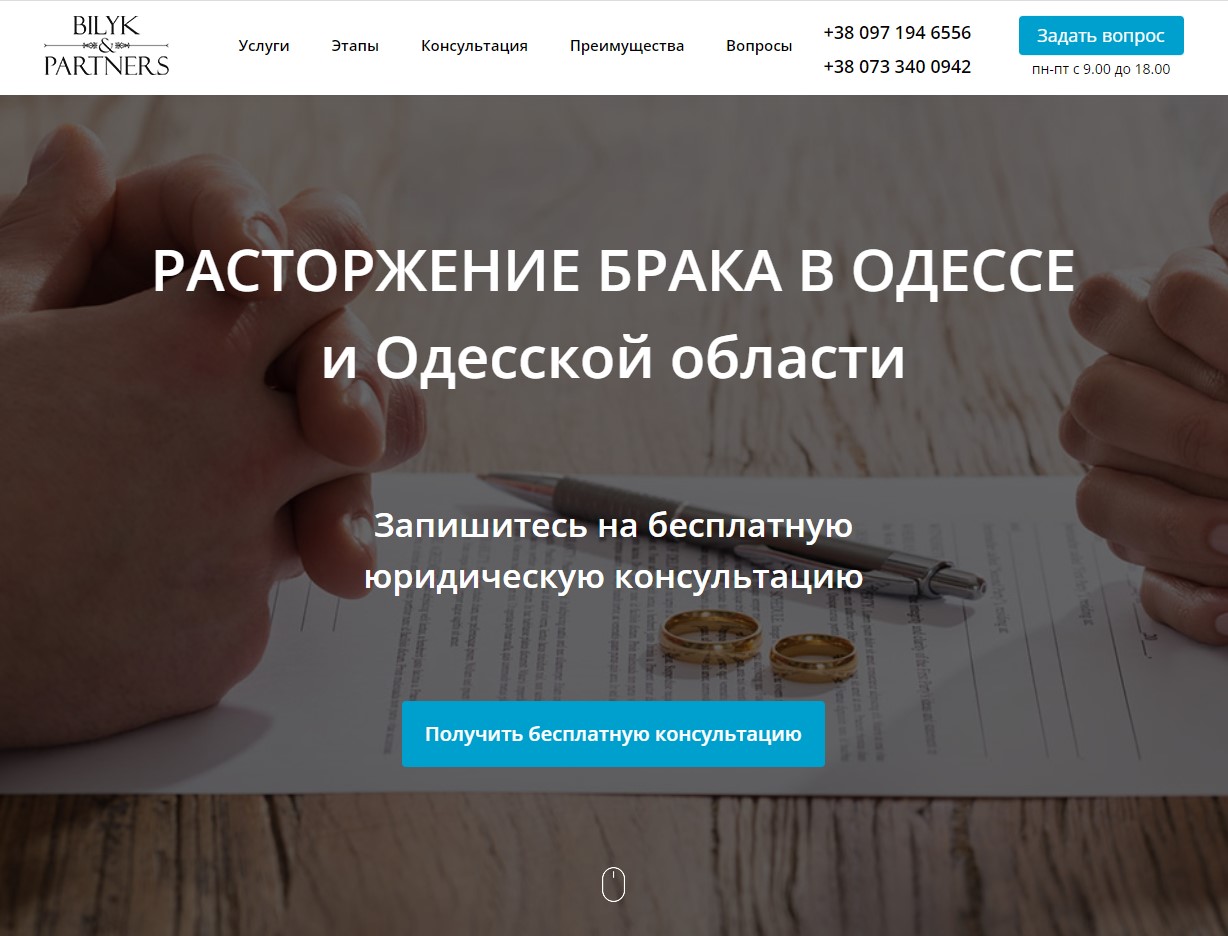 BILYK
&
PARTNERS
Услуги
Этапы
Консультация
Преимущества
Вопросы
+38 097 194 6556
+38 073 340 0942
Задать вопрос
пн-пт с 9.00 до 18.00
РАСТОРЖЕНИЕ БРАКА В ОДЕССЕ
и Одесской области
Запишитесь на бесплатную
юридическую консультацию
Получить бесплатную консультацию